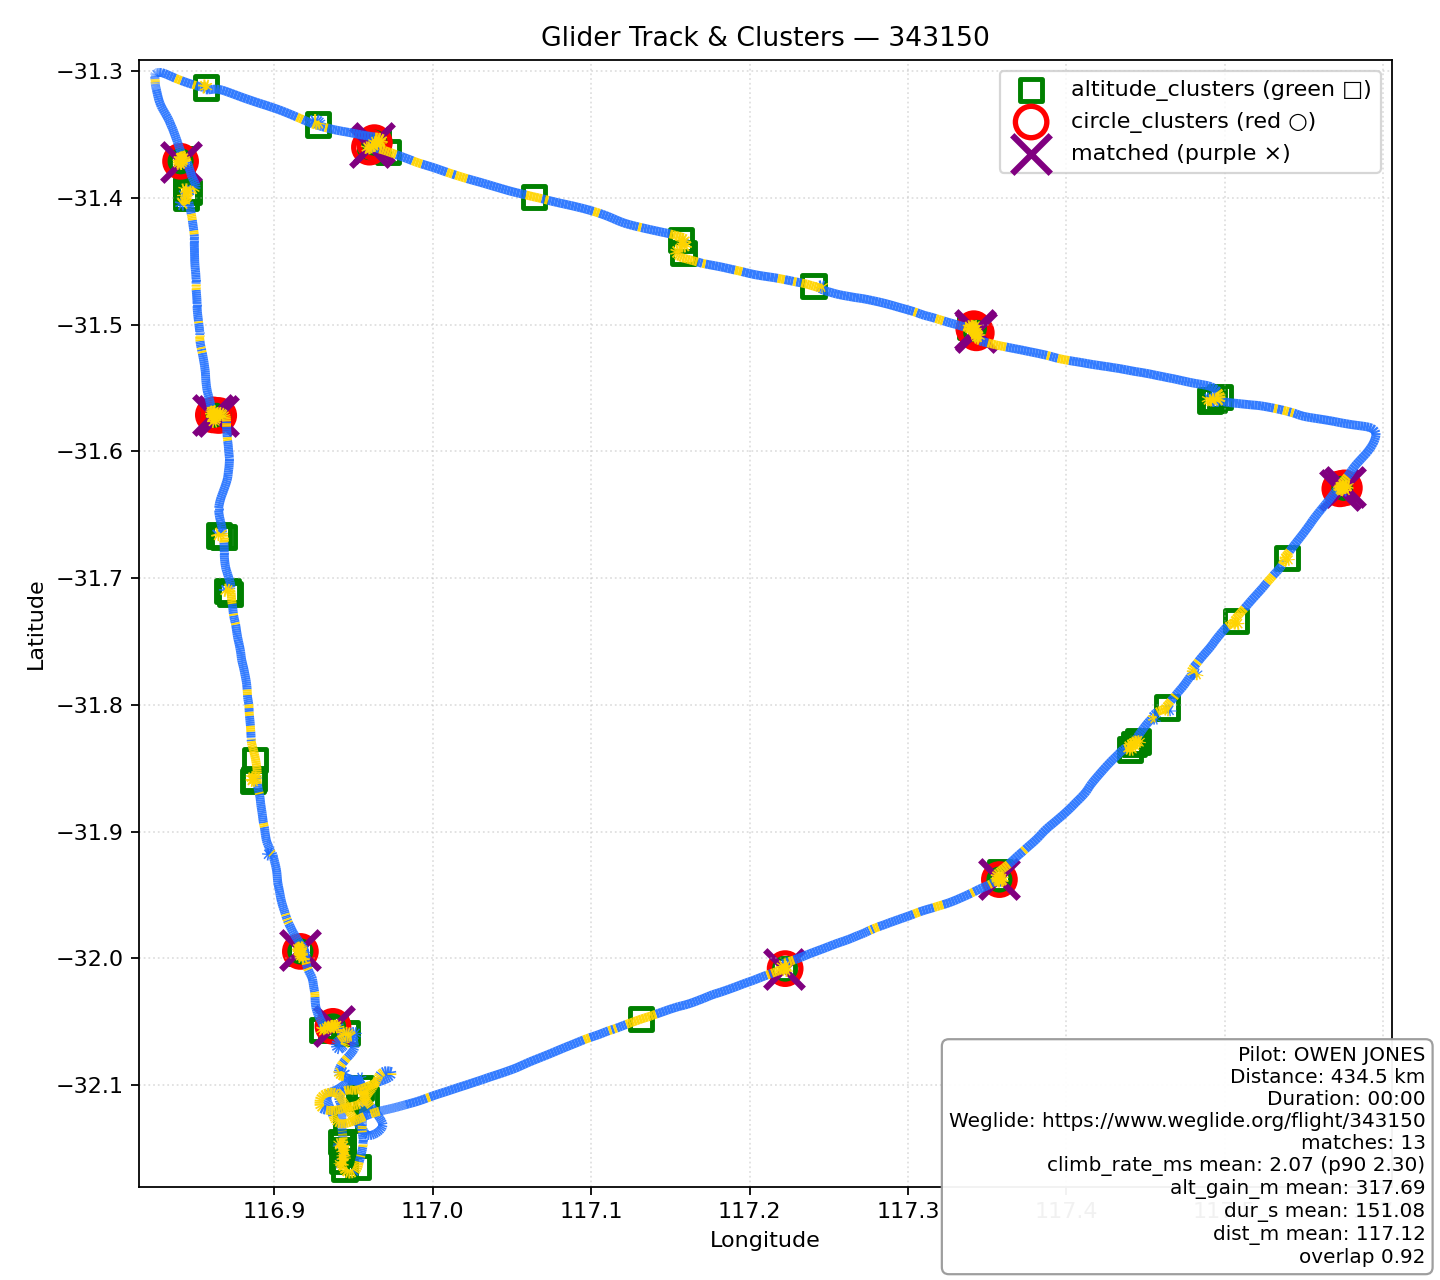 Glider Track & Clusters — 343150
altitude_clusters (green □)
circle_clusters (red ○)
matched (purple ×)
−31.3
−31.4
−31.5
−31.6
−31.7
−31.8
−31.9
−32.0
−32.1
Latitude
116.9
117.0
117.1
117.2
117.3
117.4
Longitude
Pilot: OWEN JONES
Distance: 434.5 km
Duration: 00:00
Weglide: https://www.weglide.org/flight/343150
matches: 13
climb_rate_ms mean: 2.07 (p90 2.30)
alt_gain_m mean: 317.69
dur_s mean: 151.08
dist_m mean: 117.12
overlap 0.92